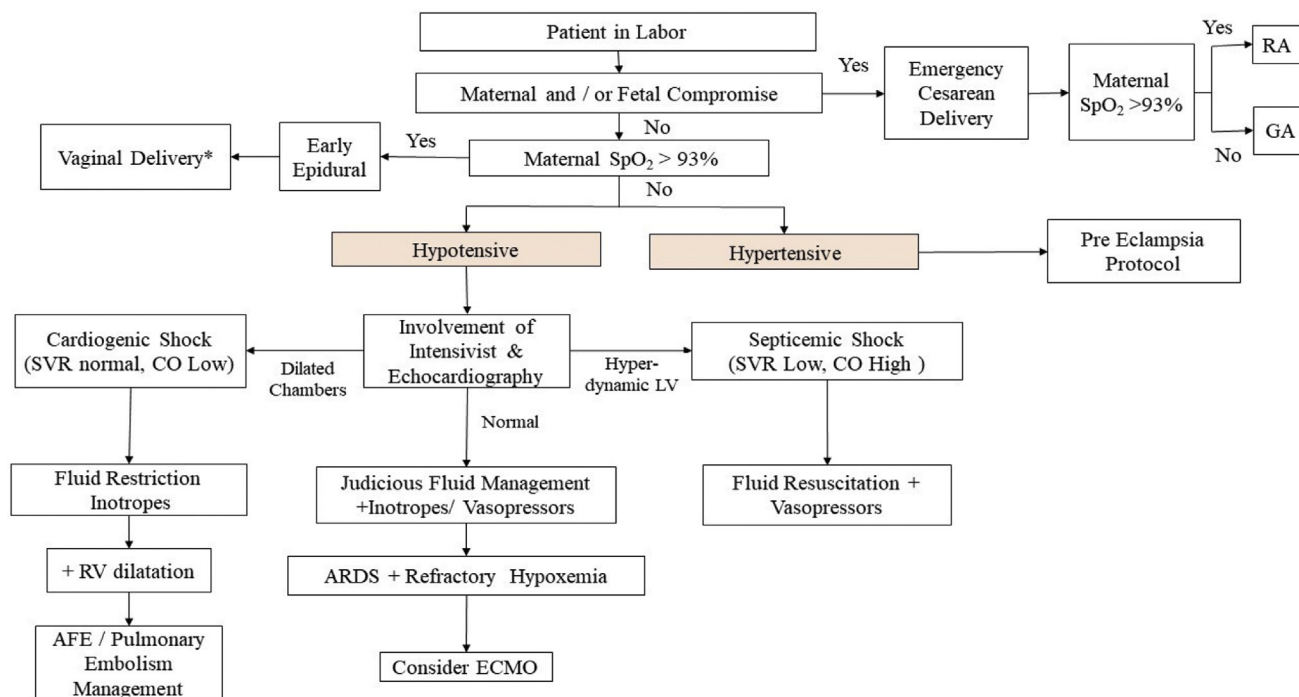 Patient in Labor
Maternal and / or Fetal Compromise
Yes
Emergency
Cesarean
Delivery
Maternal
SpO₂ >93%
Yes
RA
No
GA
No
Maternal SpO₂ > 93%
Yes
Early
Epidural
Vaginal Delivery*
No
Hypotensive
Hypertensive
Pre Eclampsia
Protocol
Involvement of
Intensivist &
Echocardiography
Dilated
Chambers
Cardiogenic Shock
(SVR normal, CO Low)
Hyper-
dynamic LV
Septicemic Shock
(SVR Low, CO High )
Normal
Fluid Restriction
Inotropes
Judicious Fluid Management
+Inotropes/ Vasopressors
Fluid Resuscitation +
Vasopressors
+ RV dilatation
ARDS + Refractory Hypoxemia
AFE / Pulmonary
Embolism
Management
Consider ECMO